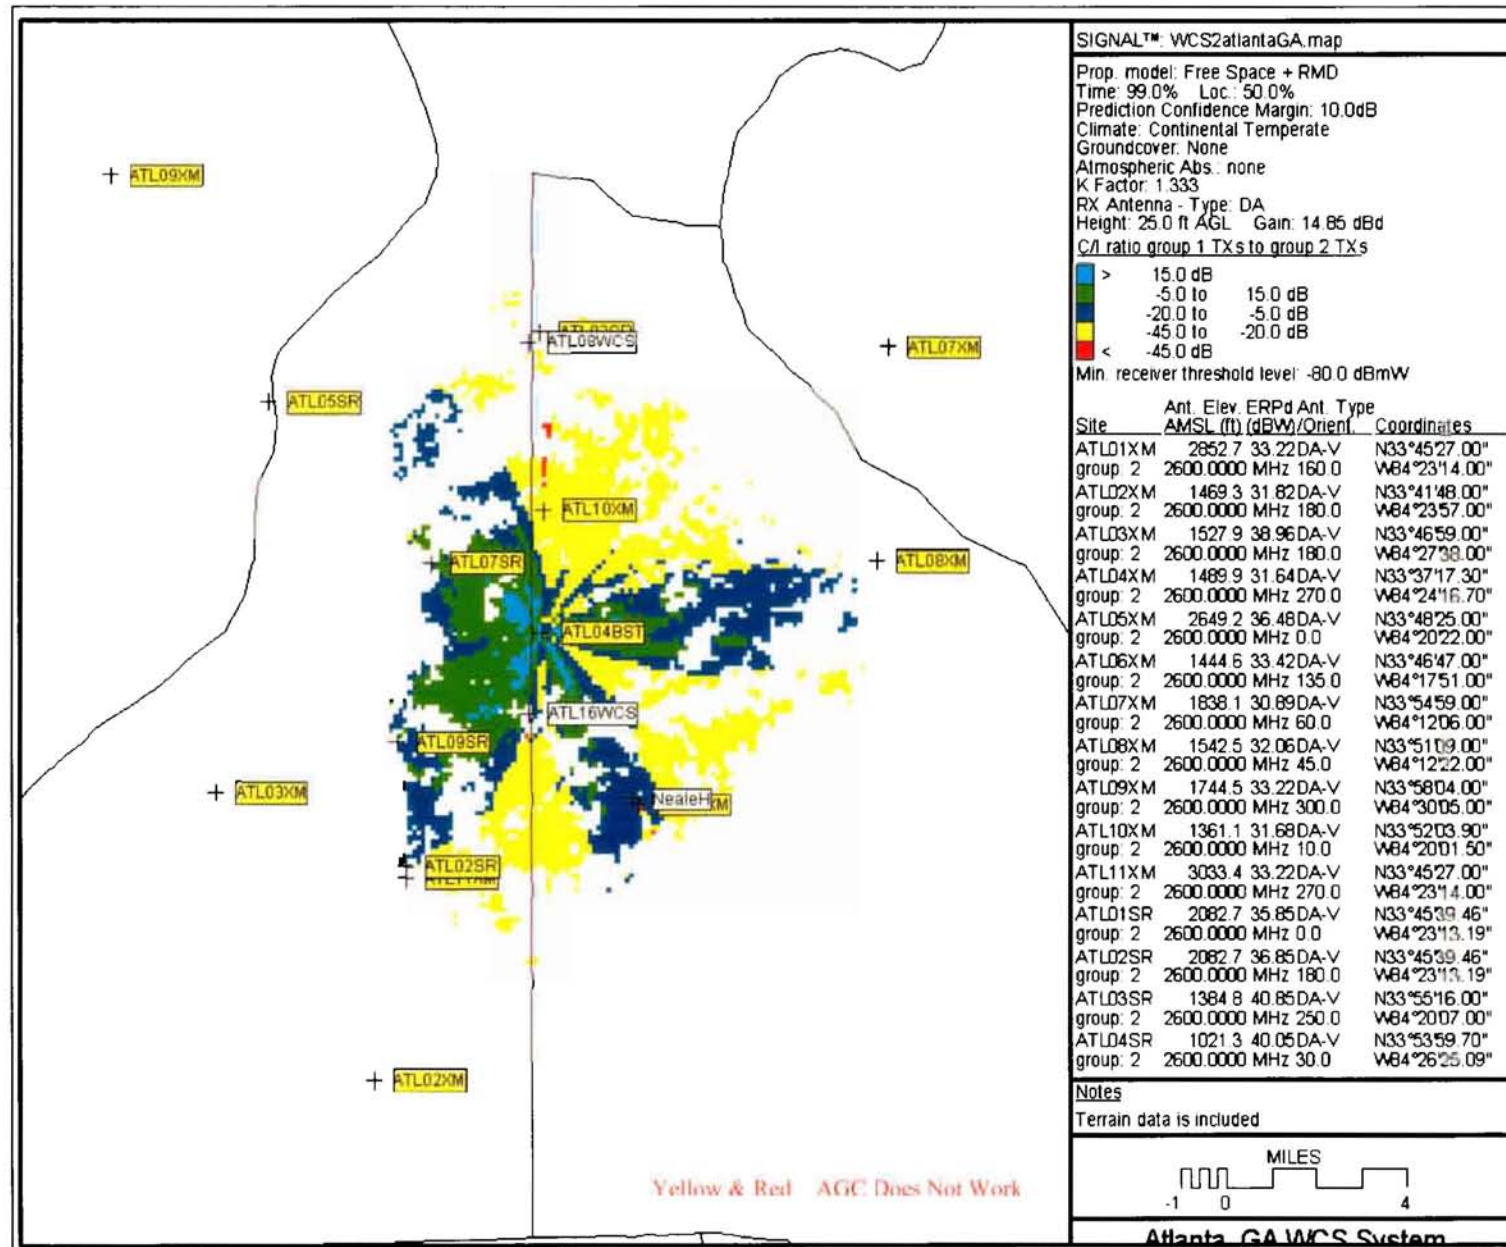 SIGNAL™: WCS2atlantaGA.map
Prop. model: Free Space + RMD
Time: 99.0% Loc.: 50.0%
Prediction Confidence Margin: 10.0dB
Climate: Continental Temperate
Groundcover: None
Atmospheric Abs.: none
K Factor: 1.333
RX Antenna - Type: DA
Height: 25.0 ft AGL Gain: 14.85 dBd
C/I ratio group 1 TXs to group 2 TXs
> 15.0 dB
-5.0 to 15.0 dB
-20.0 to -5.0 dB
-45.0 to -20.0 dB
< -45.0 dB
Min. receiver threshold level: -80.0 dBmW
Ant. Elev. ERPd Ant. Type
Site AMSL (ft) (dBW) /Orient. Coordinates
ATL01XM 2852.7 33.22 DA-V N33°45'27.00"
group: 2 2600.0000 MHz 160.0 W84°23'14.00"
ATL02XM 1469.3 31.82 DA-V N33°41'48.00"
group: 2 2600.0000 MHz 180.0 W84°23'57.00"
ATL03XM 1527.9 38.96 DA-V N33°46'59.00"
group: 2 2600.0000 MHz 180.0 W84°27'38.00"
ATL04XM 1489.9 31.64 DA-V N33°37'17.30"
group: 2 2600.0000 MHz 270.0 W84°24'16.70"
ATL05XM 2649.2 36.48 DA-V N33°48'25.00"
group: 2 2600.0000 MHz 0.0 W84°20'22.00"
ATL06XM 1444.6 33.42 DA-V N33°46'47.00"
group: 2 2600.0000 MHz 135.0 W84°17'51.00"
ATL07XM 1838.1 30.89 DA-V N33°54'59.00"
group: 2 2600.0000 MHz 60.0 W84°12'06.00"
ATL08XM 1542.5 32.06 DA-V N33°51'09.00"
group: 2 2600.0000 MHz 45.0 W84°12'22.00"
ATL09XM 1744.5 33.22 DA-V N33°58'04.00"
group: 2 2600.0000 MHz 300.0 W84°30'05.00"
ATL10XM 1361.1 31.68 DA-V N33°52'03.90"
group: 2 2600.0000 MHz 10.0 W84°20'01.50"
ATL11XM 3033.4 33.22 DA-V N33°45'27.00"
group: 2 2600.0000 MHz 270.0 W84°23'14.00"
ATL01SR 2082.7 35.85 DA-V N33°45'39.46"
group: 2 2600.0000 MHz 0.0 W84°23'13.19"
ATL02SR 2082.7 36.85 DA-V N33°45'39.46"
group: 2 2600.0000 MHz 180.0 W84°23'13.19"
ATL03SR 1384.8 40.85 DA-V N33°55'16.00"
group: 2 2600.0000 MHz 250.0 W84°20'07.00"
ATL04SR 1021.3 40.05 DA-V N33°53'59.70"
group: 2 2600.0000 MHz 30.0 W84°26'25.09"
Notes
Terrain data is included
MILES
-1 0 4
Atlanta, GA WCS System
ATL09XM
ATL03SR
ATL08WCS
ATL07XM
ATL05SR
ATL10XM
ATL07SR
ATL08XM
ATL04BST
ATL16WCS
ATL09SR
ATL03XM
NealeH
ATL02SR
ATL11XM
ATL02XM
Yellow & Red AGC Does Not Work